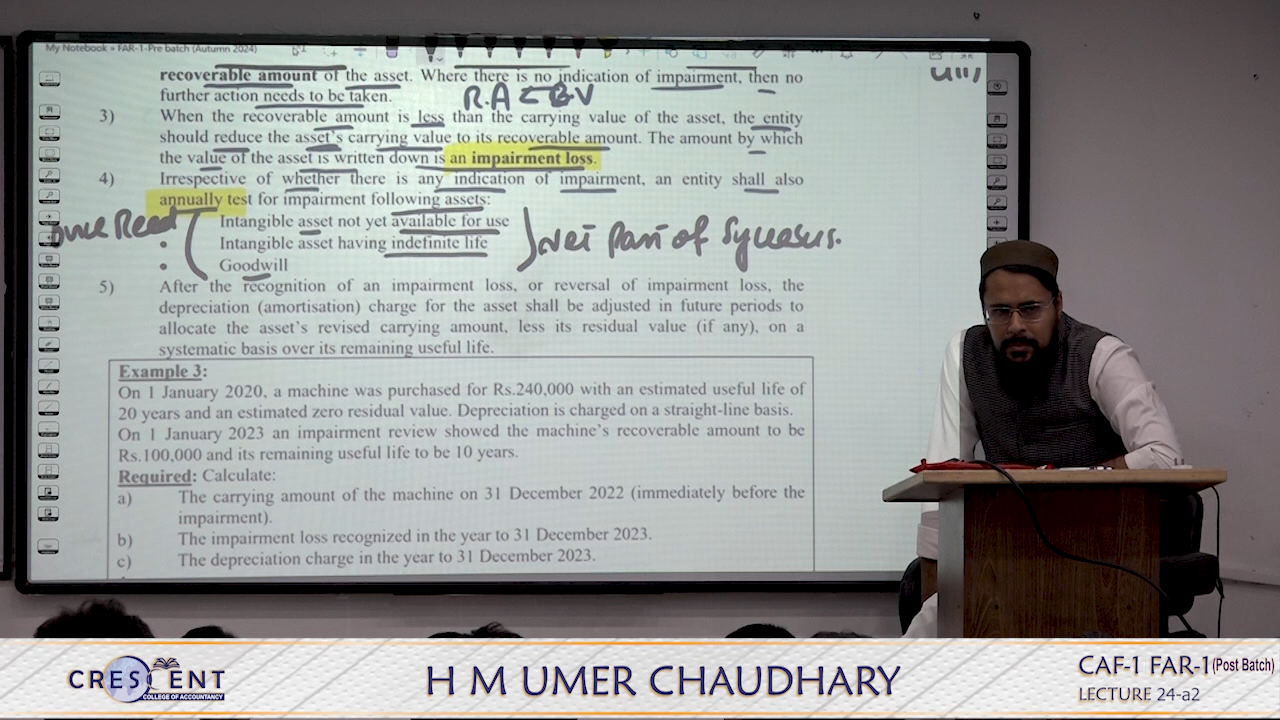 My Notebook » FAR-1-Pre batch (Autumn 2024)
recoverable amount of the asset. Where there is no indication of impairment, then no
further action needs to be taken.
R.A < B.V
3) When the recoverable amount is less than the carrying value of the asset, the entity
should reduce the asset's carrying value to its recoverable amount. The amount by which
the value of the asset is written down is an impairment loss.
4) Irrespective of whether there is any indication of impairment, an entity shall also
annually test for impairment following assets:
once Read
• Intangible asset not yet available for use
• Intangible asset having indefinite life
• Goodwill
not part of Syllabus.
5) After the recognition of an impairment loss, or reversal of impairment loss, the
depreciation (amortisation) charge for the asset shall be adjusted in future periods to
allocate the asset's revised carrying amount, less its residual value (if any), on a
systematic basis over its remaining useful life.
Example 3:
On 1 January 2020, a machine was purchased for Rs.240,000 with an estimated useful life of
20 years and an estimated zero residual value. Depreciation is charged on a straight-line basis.
On 1 January 2023 an impairment review showed the machine's recoverable amount to be
Rs.100,000 and its remaining useful life to be 10 years.
Required: Calculate:
a) The carrying amount of the machine on 31 December 2022 (immediately before the
impairment).
b) The impairment loss recognized in the year to 31 December 2023.
c) The depreciation charge in the year to 31 December 2023.
CRESCENT
COLLEGE OF ACCOUNTANCY
H M UMER CHAUDHARY
CAF-1 FAR-1(Post Batch)
LECTURE 24-a2